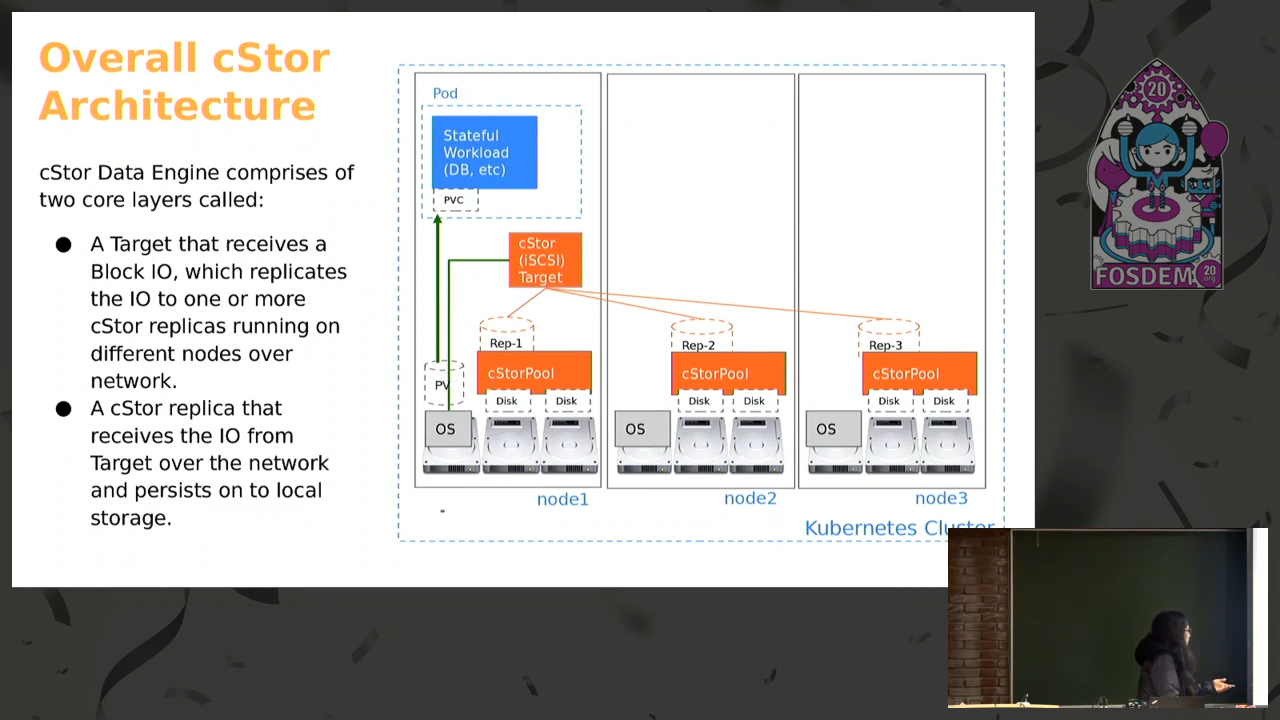 Overall cStor
Architecture
cStor Data Engine comprises of
two core layers called:
● A Target that receives a
Block IO, which replicates
the IO to one or more
cStor replicas running on
different nodes over
network.
● A cStor replica that
receives the IO from
Target over the network
and persists on to local
storage.
Pod
Stateful
Workload
(DB, etc)
PVC
cStor
(iSCSI)
Target
Rep-1
Rep-2
Rep-3
cStorPool
cStorPool
cStorPool
PV
Disk
Disk
Disk
Disk
Disk
Disk
OS
OS
OS
node1
node2
node3
Kubernetes Cluster
20
FOSDEM
20
org